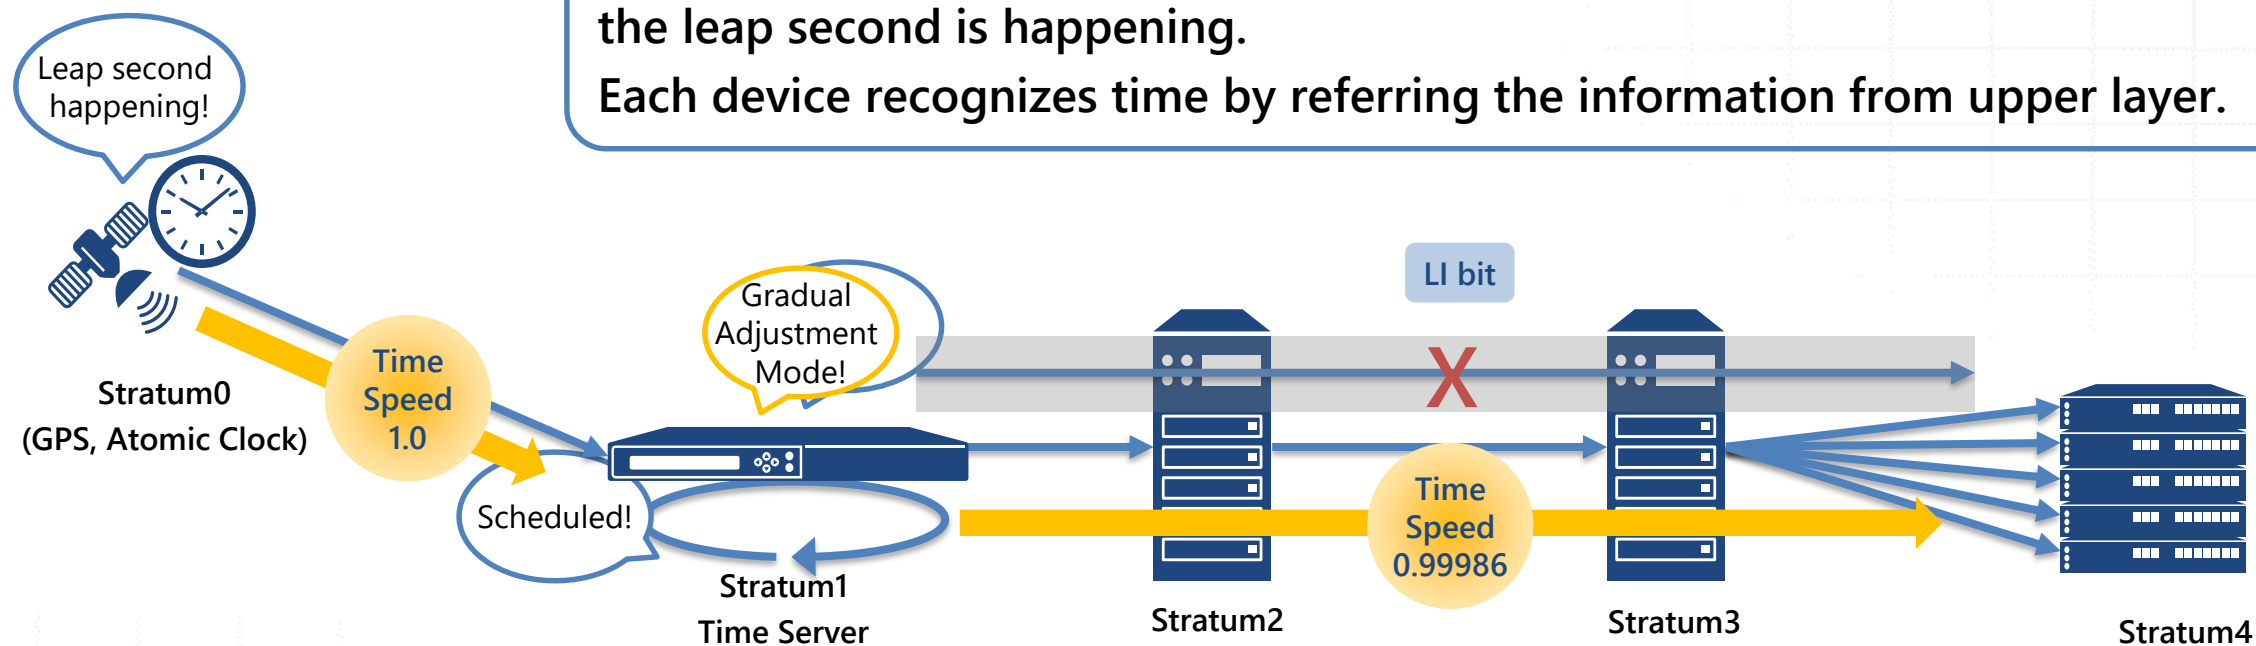 the leap second is happening.
Each device recognizes time by referring the information from upper layer.
Leap second
happening!
LI bit
Gradual
Adjustment
Mode!
X
Time
Speed
1.0
Stratum0
(GPS, Atomic Clock)
Scheduled!
Time
Speed
0.99986
Stratum1
Time Server
Stratum2
Stratum3
Stratum4